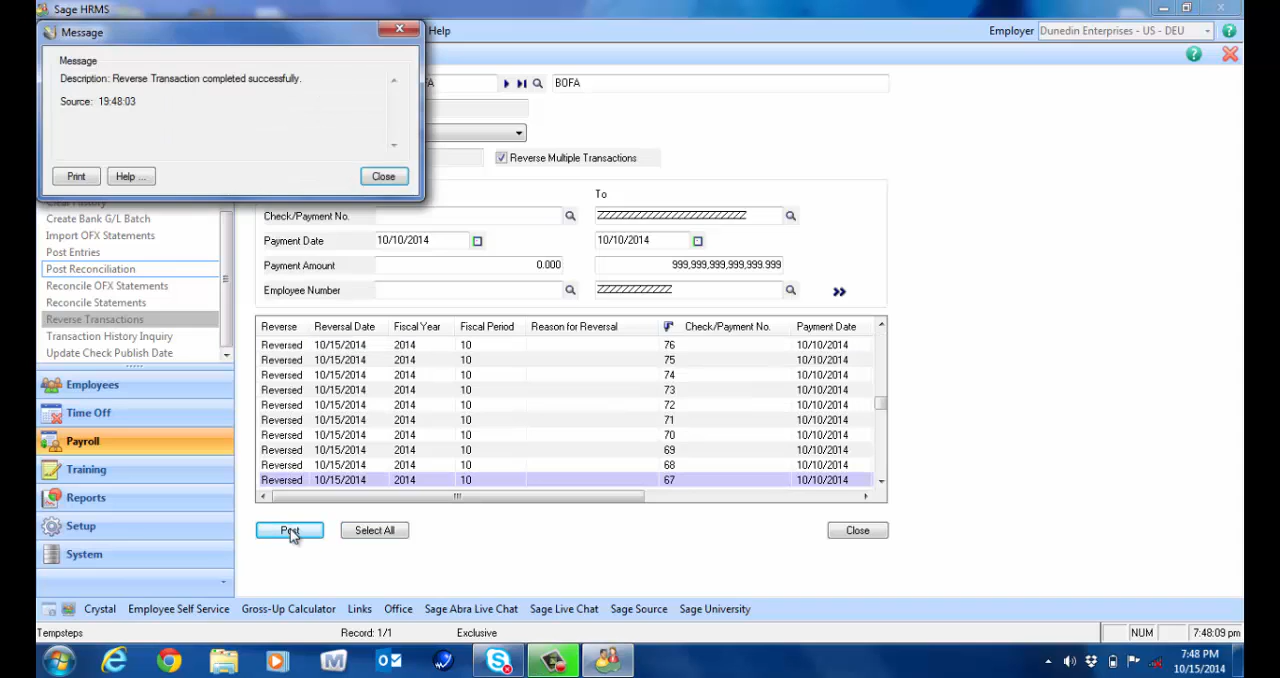 Sage HRMS
Message
Help
Employer
Dunedin Enterprises - US - DEU
Message
Description: Reverse Transaction completed successfully.
Source: 19:48:03
Print
Help ...
Close
BOFA
Reverse Multiple Transactions
To
Check/Payment No.
ZZZZZZZZZZZZZZZZZZZZZZZZ
Payment Date
10/10/2014
10/10/2014
Payment Amount
0.000
999,999,999,999,999.999
Employee Number
ZZZZZZZZZZZZ
Create Bank G/L Batch
Import OFX Statements
Post Entries
Post Reconciliation
Reconcile OFX Statements
Reconcile Statements
Reverse Transactions
Transaction History Inquiry
Update Check Publish Date
Employees
Time Off
Payroll
Training
Reports
Setup
System
Reverse Reversal Date Fiscal Year Fiscal Period Reason for Reversal Check/Payment No. Payment Date
Reversed 10/15/2014 2014 10 76 10/10/2014
Reversed 10/15/2014 2014 10 75 10/10/2014
Reversed 10/15/2014 2014 10 74 10/10/2014
Reversed 10/15/2014 2014 10 73 10/10/2014
Reversed 10/15/2014 2014 10 72 10/10/2014
Reversed 10/15/2014 2014 10 71 10/10/2014
Reversed 10/15/2014 2014 10 70 10/10/2014
Reversed 10/15/2014 2014 10 69 10/10/2014
Reversed 10/15/2014 2014 10 68 10/10/2014
Reversed 10/15/2014 2014 10 67 10/10/2014
Post
Select All
Close
Crystal Employee Self Service Gross-Up Calculator Links Office Sage Abra Live Chat Sage Live Chat Sage Source Sage University
Tempsteps
Record: 1/1
Exclusive
NUM
7:48:09 pm
7:48 PM
10/15/2014